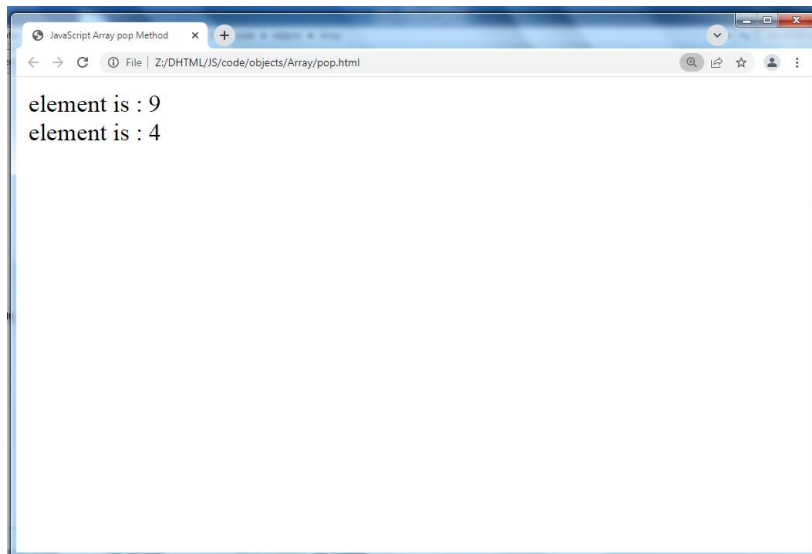 JavaScript Array pop Method
File | Z:/DHTML/JS/code/objects/Array/pop.html
element is : 9
element is : 4